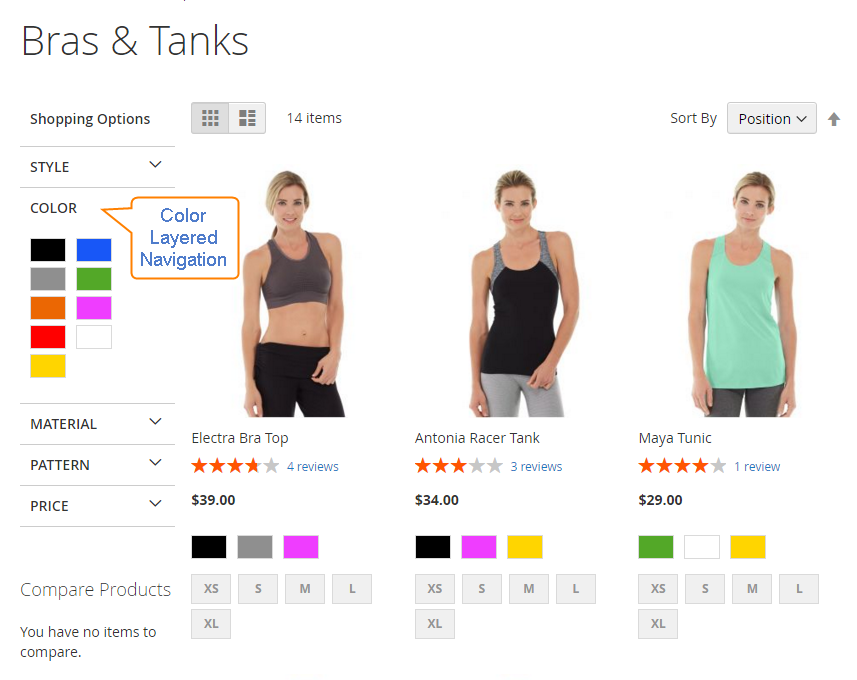 Bras & Tanks
Shopping Options
14 items
Sort By
Position
STYLE
COLOR
Color
Layered
Navigation
MATERIAL
PATTERN
PRICE
Compare Products
You have no items to
compare.
Electra Bra Top
4 reviews
$39.00
XS S M L
XL
Antonia Racer Tank
3 reviews
$34.00
XS S M L
XL
Maya Tunic
1 review
$29.00
XS S M L
XL